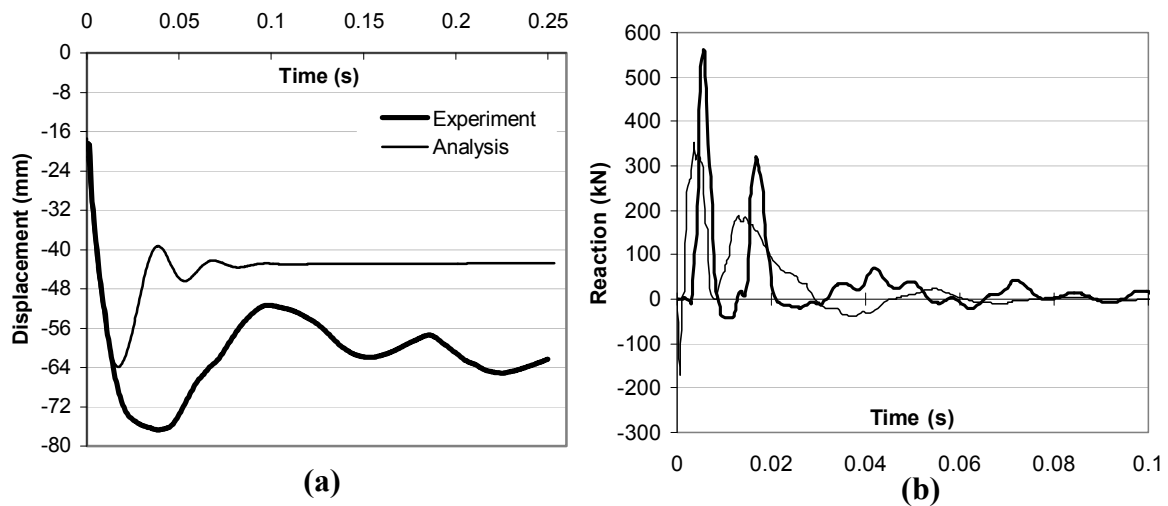 0 0.05 0.1 0.15 0.2 0.25
0
Time (s)
-8
Experiment
-16
Analysis
-24
-32
-40
-48
-56
-64
-72
-80
Displacement (mm)
(a)
600
500
400
300
200
100
0
-100
-200
-300
Reaction (kN)
Time (s)
0 0.02 0.04 0.06 0.08 0.1
(b)